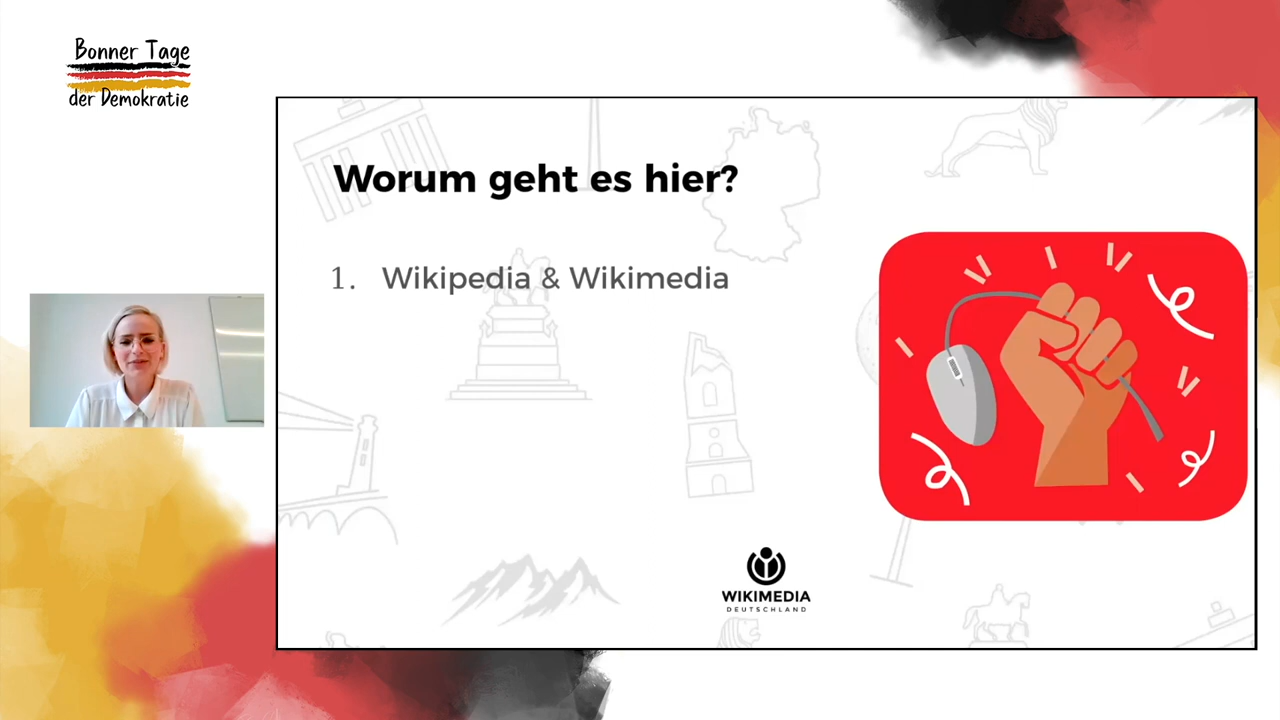 Bonner Tage
der Demokratie
Worum geht es hier?
1. Wikipedia & Wikimedia
WIKIMEDIA
DEUTSCHLAND